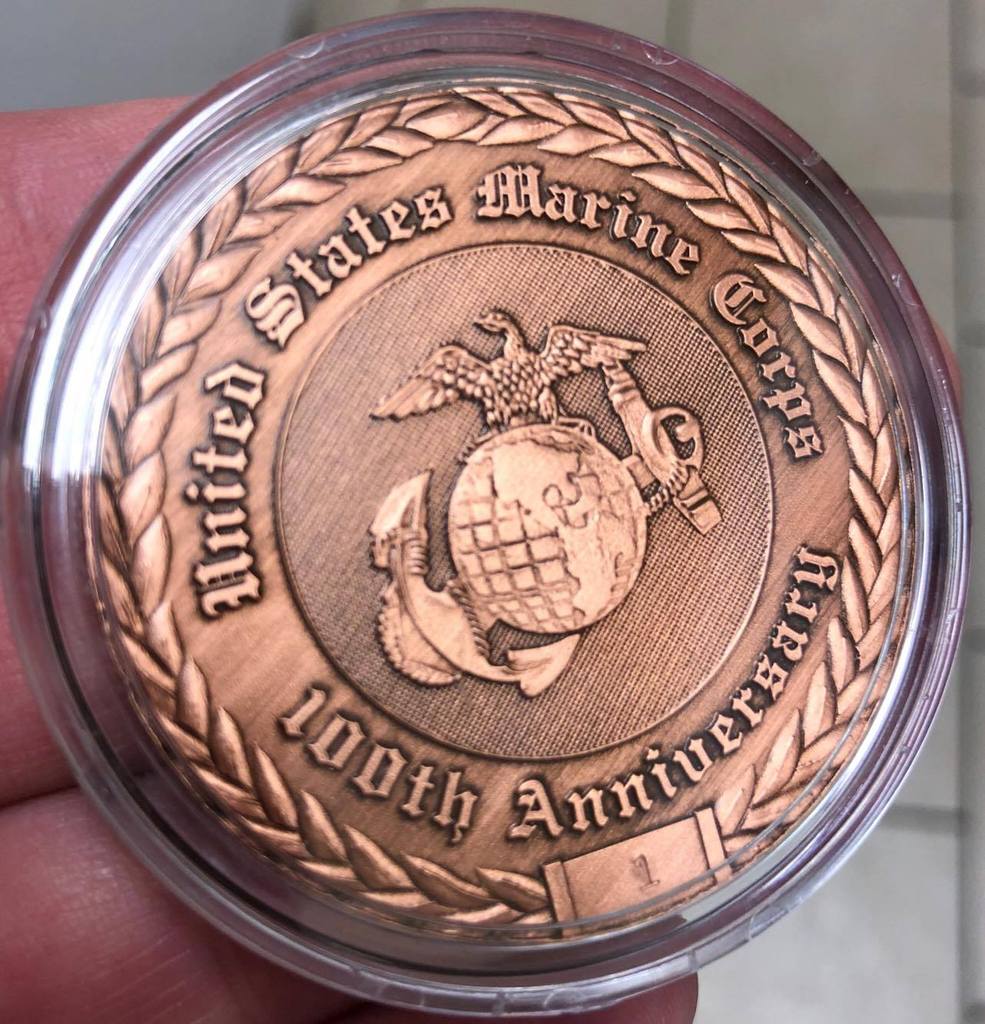 United States Marine Corps
100th Anniversary
1